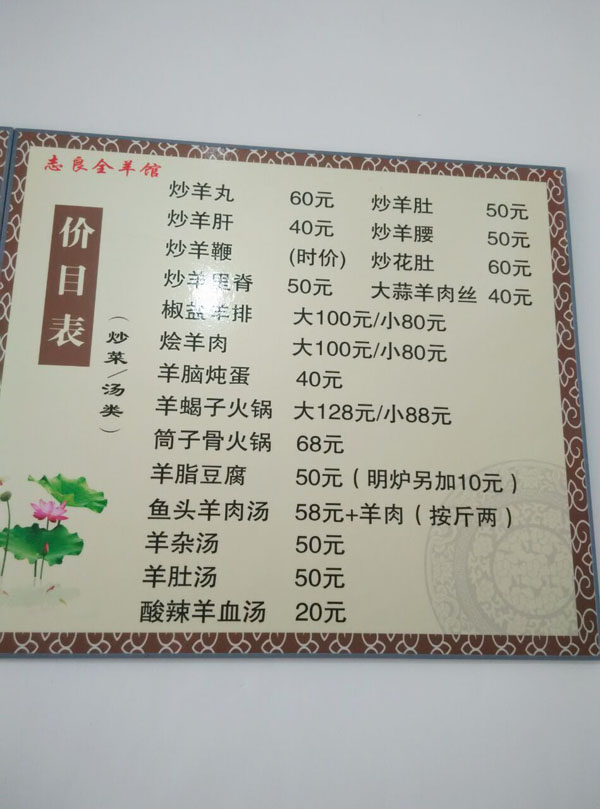 志良全羊馆
价目表
（炒菜/汤类）
炒羊丸 60元 炒羊肚 50元
炒羊肝 40元 炒羊腰 50元
炒羊鞭 (时价) 炒花肚 60元
炒羊里脊 50元 大蒜羊肉丝 40元
椒盐羊排 大100元/小80元
烩羊肉 大100元/小80元
羊脑炖蛋 40元
羊蝎子火锅 大128元/小88元
筒子骨火锅 68元
羊脂豆腐 50元（明炉另加10元）
鱼头羊肉汤 58元+羊肉（按斤两）
羊杂汤 50元
羊肚汤 50元
酸辣羊血汤 20元